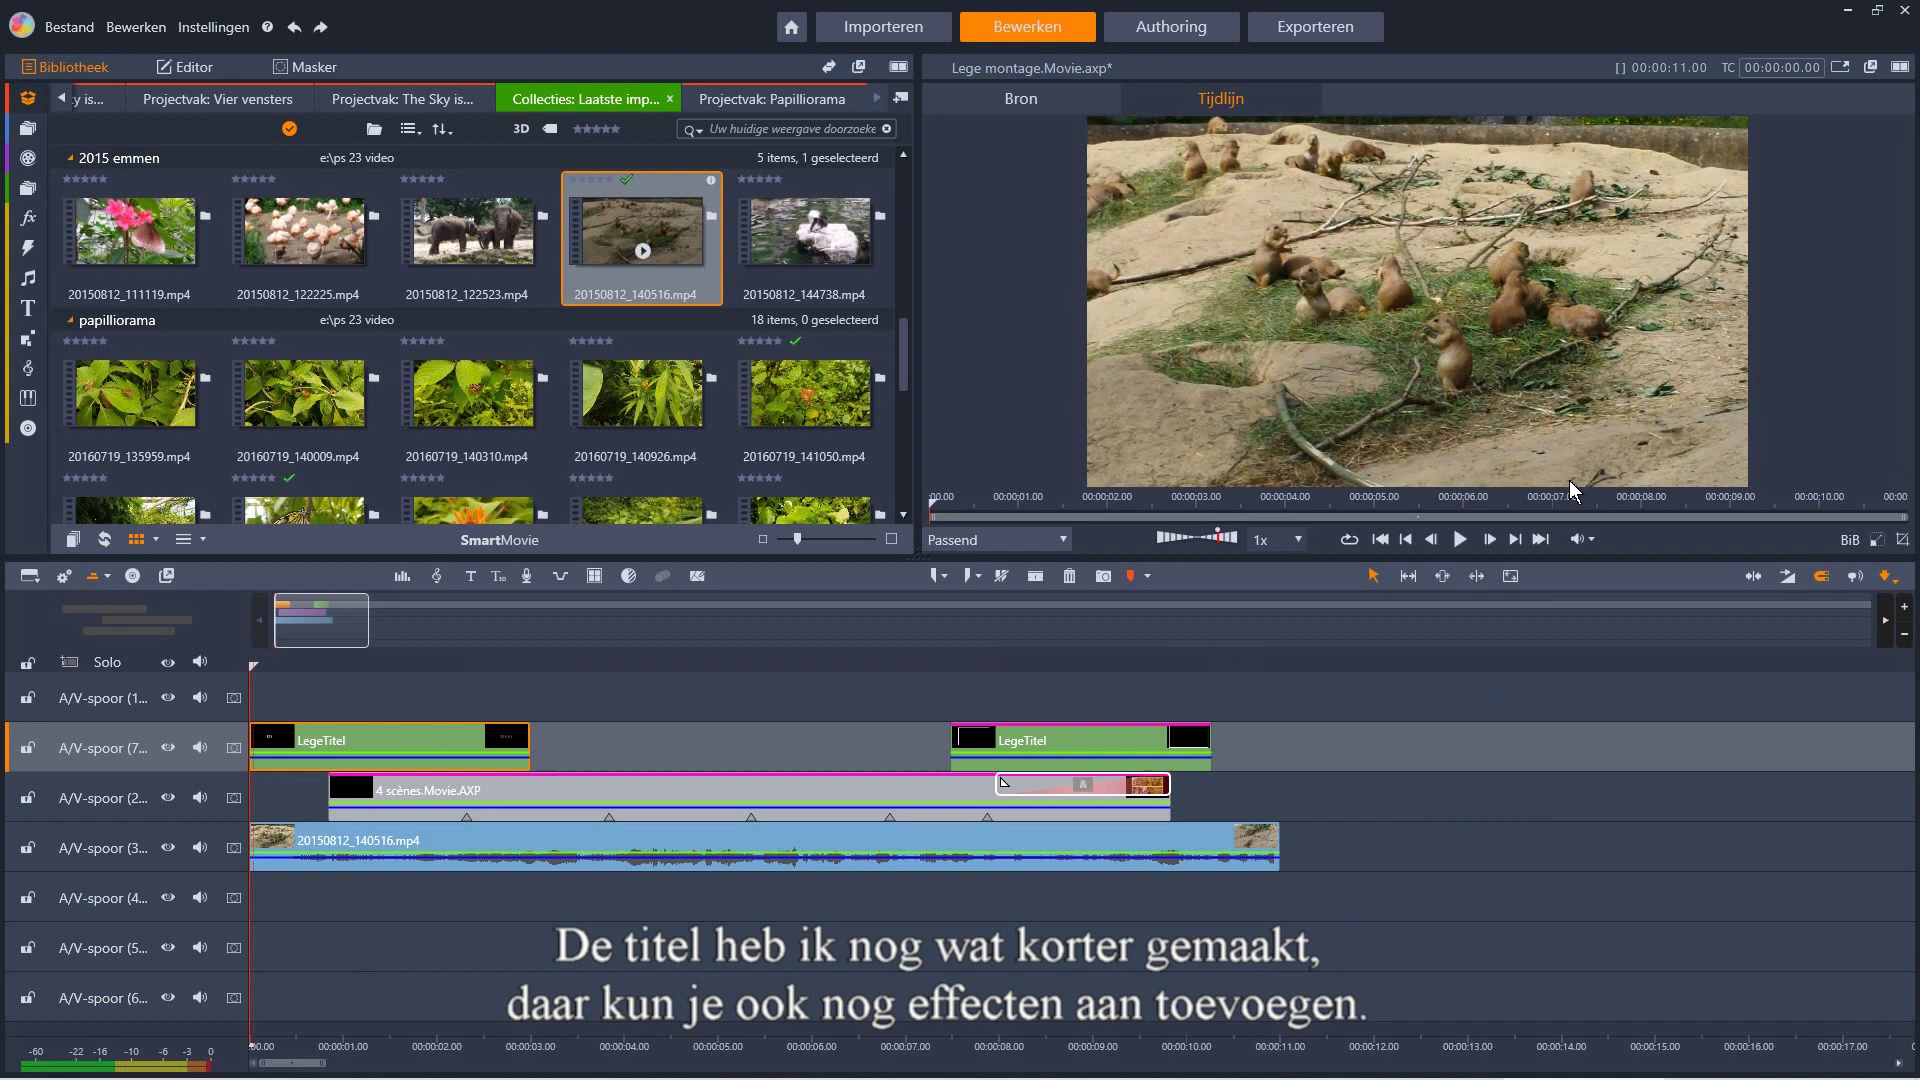 Bestand Bewerken Instellingen
Importeren Bewerken Authoring Exporteren
Bibliotheek Editor Masker
Lege montage.Movie.axp*
[ ] 00:00:11.00 TC 00:00:00.00
y is... Projectvak: Vier vensters Projectvak: The Sky is... Collecties: Laatste imp... x Projectvak: Papilliorama
Bron Tijdlijn
3D Uw huidige weergave doorzoeke
2015 emmen e:\ps 23 video 5 items, 1 geselecteerd
20150812_111119.mp4 20150812_122225.mp4 20150812_122523.mp4 20150812_140516.mp4 20150812_144738.mp4
papilliorama e:\ps 23 video 18 items, 0 geselecteerd
20160719_135959.mp4 20160719_140009.mp4 20160719_140310.mp4 20160719_140926.mp4 20160719_141050.mp4
:00.00 00:00:01.00 00:00:02.00 00:00:03.00 00:00:04.00 00:00:05.00 00:00:06.00 00:00:07.0 00:00:08.00 00:00:09.00 00:00:10.00 00:00
SmartMovie
Passend 1x BiB
Solo
A/V-spoor (1...
A/V-spoor (7... LegeTitel LegeTitel
A/V-spoor (2... 4 scènes.Movie.AXP A
A/V-spoor (3... 20150812_140516.mp4
A/V-spoor (4...
A/V-spoor (5...
A/V-spoor (6...
De titel heb ik nog wat korter gemaakt,
daar kun je ook nog effecten aan toevoegen.
-60 -22 -16 -10 -6 -3 0
00.00 00:00:01.00 00:00:02.00 00:00:03.00 00:00:04.00 00:00:05.00 00:00:06.00 00:00:07.00 00:00:08.00 00:00:09.00 00:00:10.00 00:00:11.00 00:00:12.00 00:00:13.00 00:00:14.00 00:00:15.00 00:00:16.00 00:00:17.00